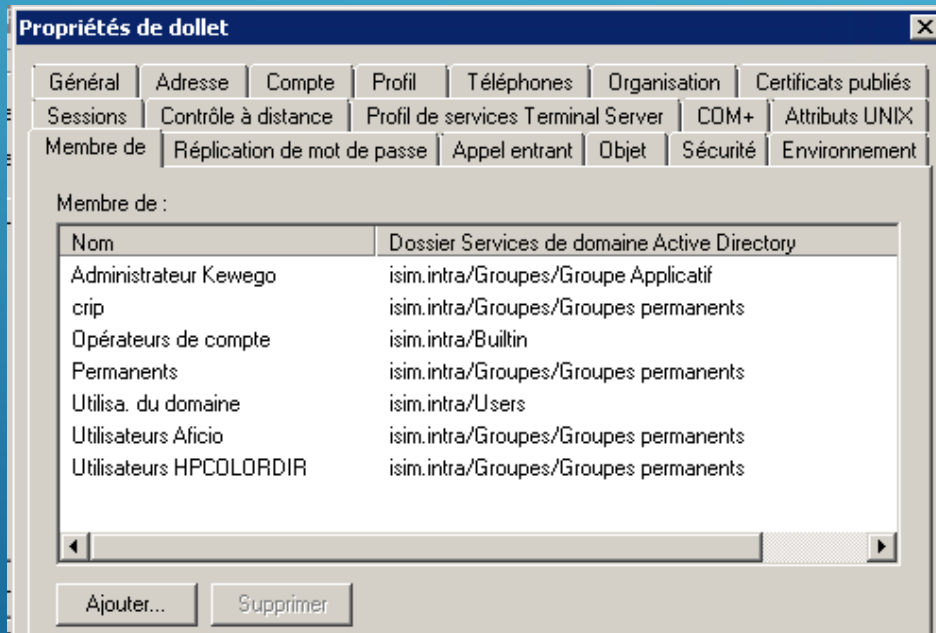 Propriétés de dollet
Général Adresse Compte Profil Téléphones Organisation Certificats publiés
Sessions Contrôle à distance Profil de services Terminal Server COM+ Attributs UNIX
Membre de Réplication de mot de passe Appel entrant Objet Sécurité Environnement
Membre de :
Nom Dossier Services de domaine Active Directory
Administrateur Kewego isim.intra/Groupes/Groupe Applicatif
crip isim.intra/Groupes/Groupes permanents
Opérateurs de compte isim.intra/Builtin
Permanents isim.intra/Groupes/Groupes permanents
Utilisa. du domaine isim.intra/Users
Utilisateurs Aficio isim.intra/Groupes/Groupes permanents
Utilisateurs HPCOLORDIR isim.intra/Groupes/Groupes permanents
Ajouter... Supprimer